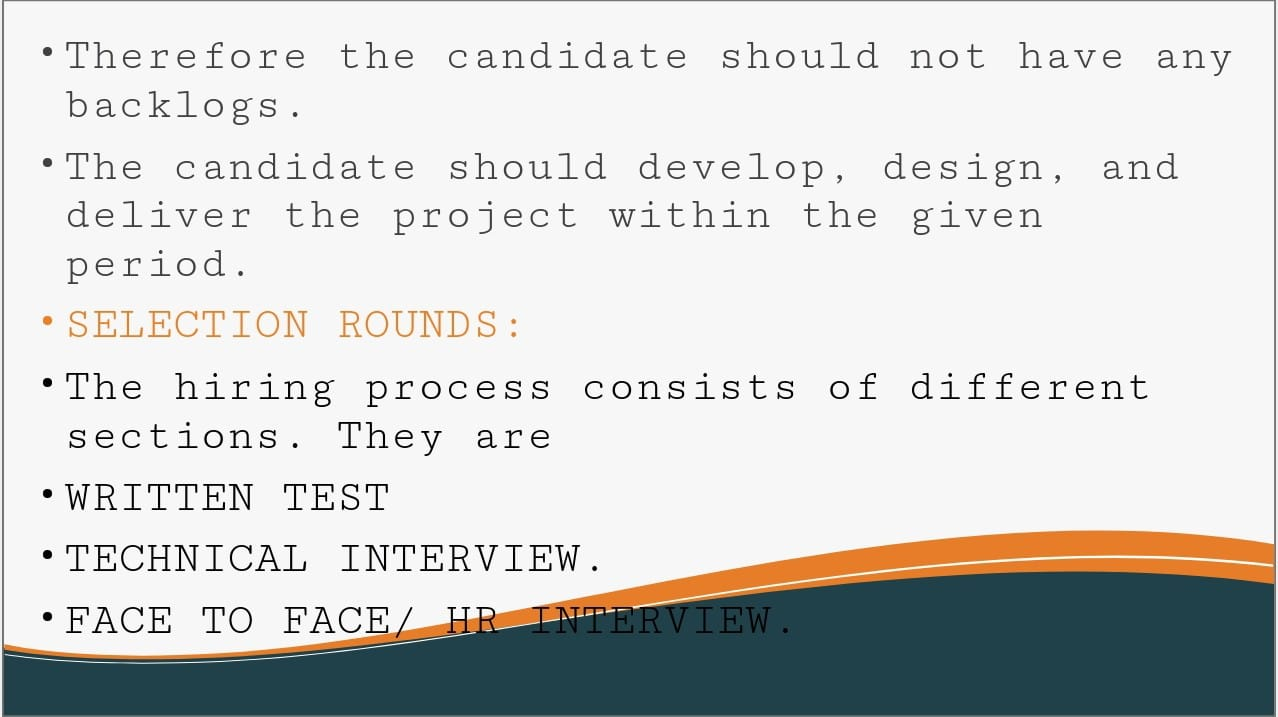 • Therefore the candidate should not have any
backlogs.
• The candidate should develop, design, and
deliver the project within the given
period.
• SELECTION ROUNDS:
• The hiring process consists of different
sections. They are
• WRITTEN TEST
• TECHNICAL INTERVIEW.
• FACE TO FACE/ HR INTERVIEW.